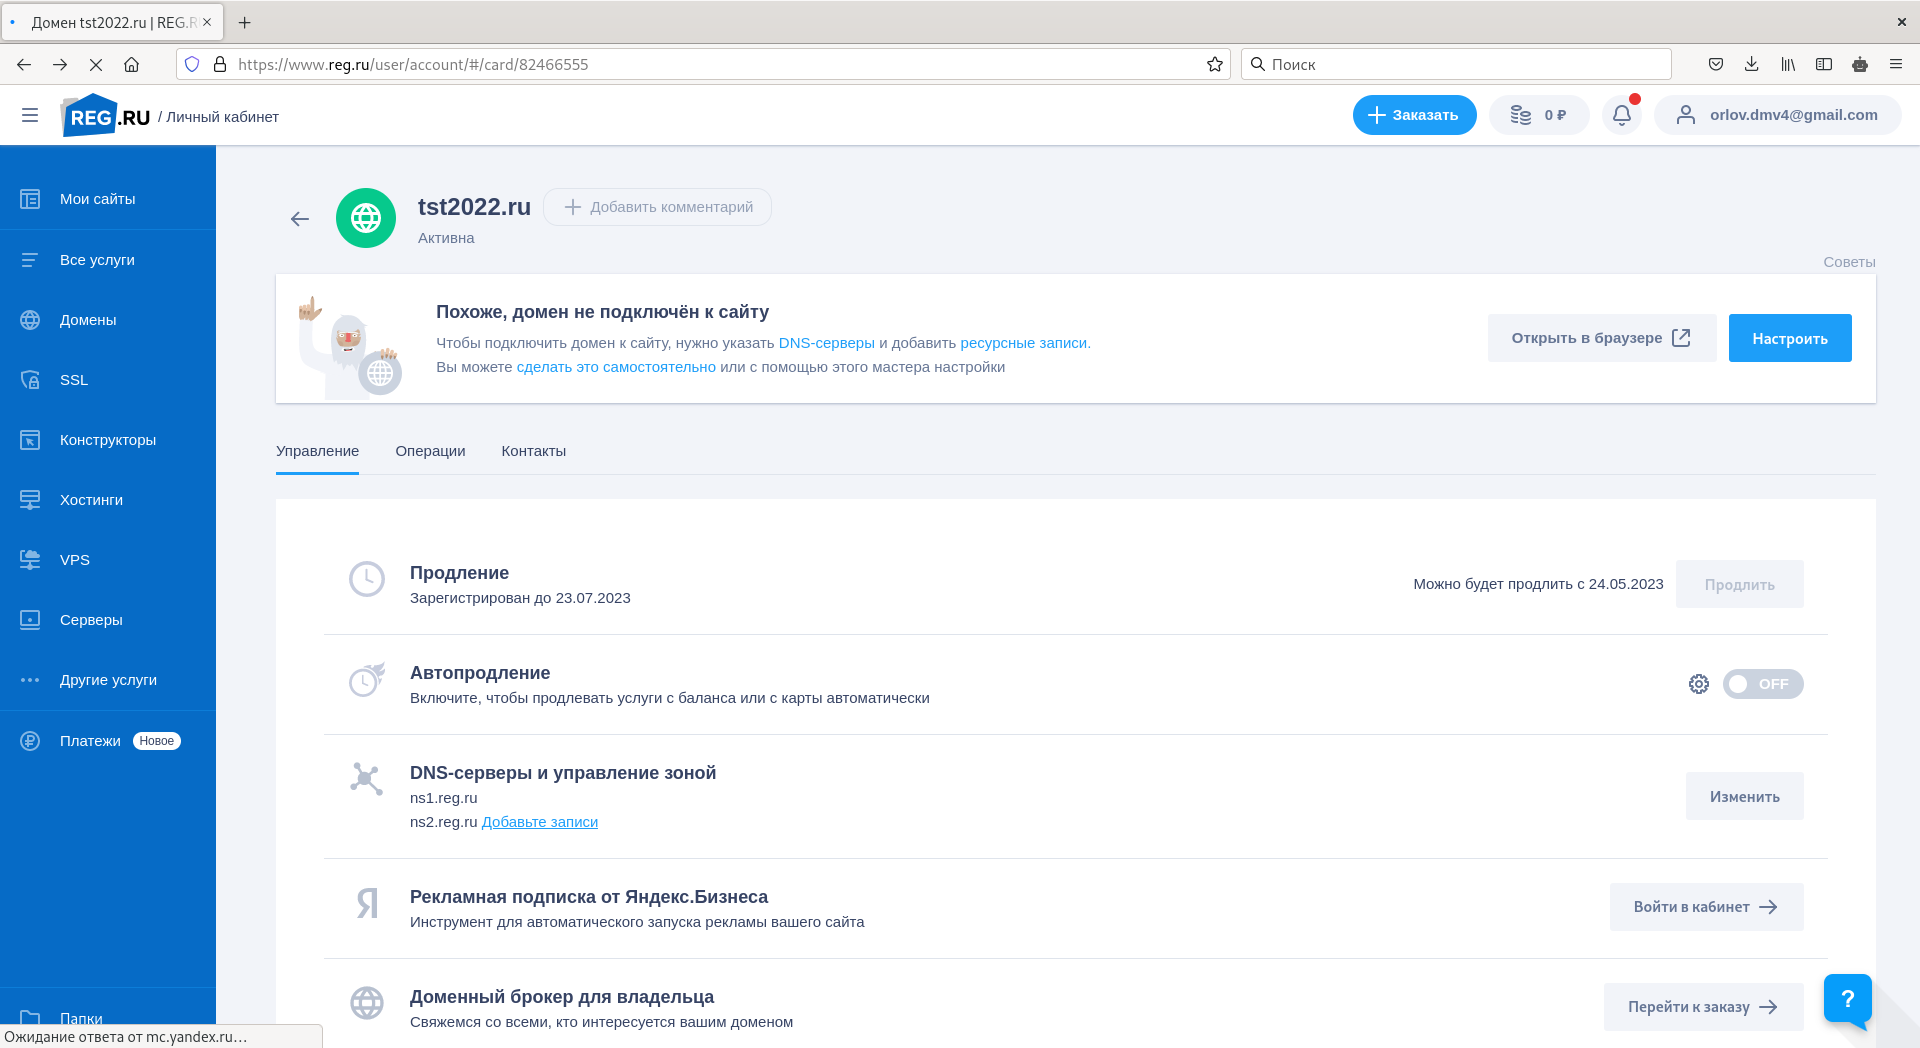 Домен tst2022.ru | REG.R
https://www.reg.ru/user/account/#/card/82466555
Поиск
REG.RU / Личный кабинет
Заказать
0 ₽
orlov.dmv4@gmail.com
Мои сайты
Все услуги
Домены
SSL
Конструкторы
Хостинги
VPS
Серверы
Другие услуги
Платежи Новое
Папки
Ожидание ответа от mc.yandex.ru…
tst2022.ru
Добавить комментарий
Активна
Советы
Похоже, домен не подключён к сайту
Чтобы подключить домен к сайту, нужно указать DNS-серверы и добавить ресурсные записи.
Вы можете сделать это самостоятельно или с помощью этого мастера настройки
Открыть в браузере
Настроить
Управление Операции Контакты
Продление
Зарегистрирован до 23.07.2023
Можно будет продлить с 24.05.2023
Продлить
Автопродление
Включите, чтобы продлевать услуги с баланса или с карты автоматически
OFF
DNS-серверы и управление зоной
ns1.reg.ru
ns2.reg.ru Добавьте записи
Изменить
Рекламная подписка от Яндекс.Бизнеса
Инструмент для автоматического запуска рекламы вашего сайта
Войти в кабинет
Доменный брокер для владельца
Свяжемся со всеми, кто интересуется вашим доменом
Перейти к заказу
?